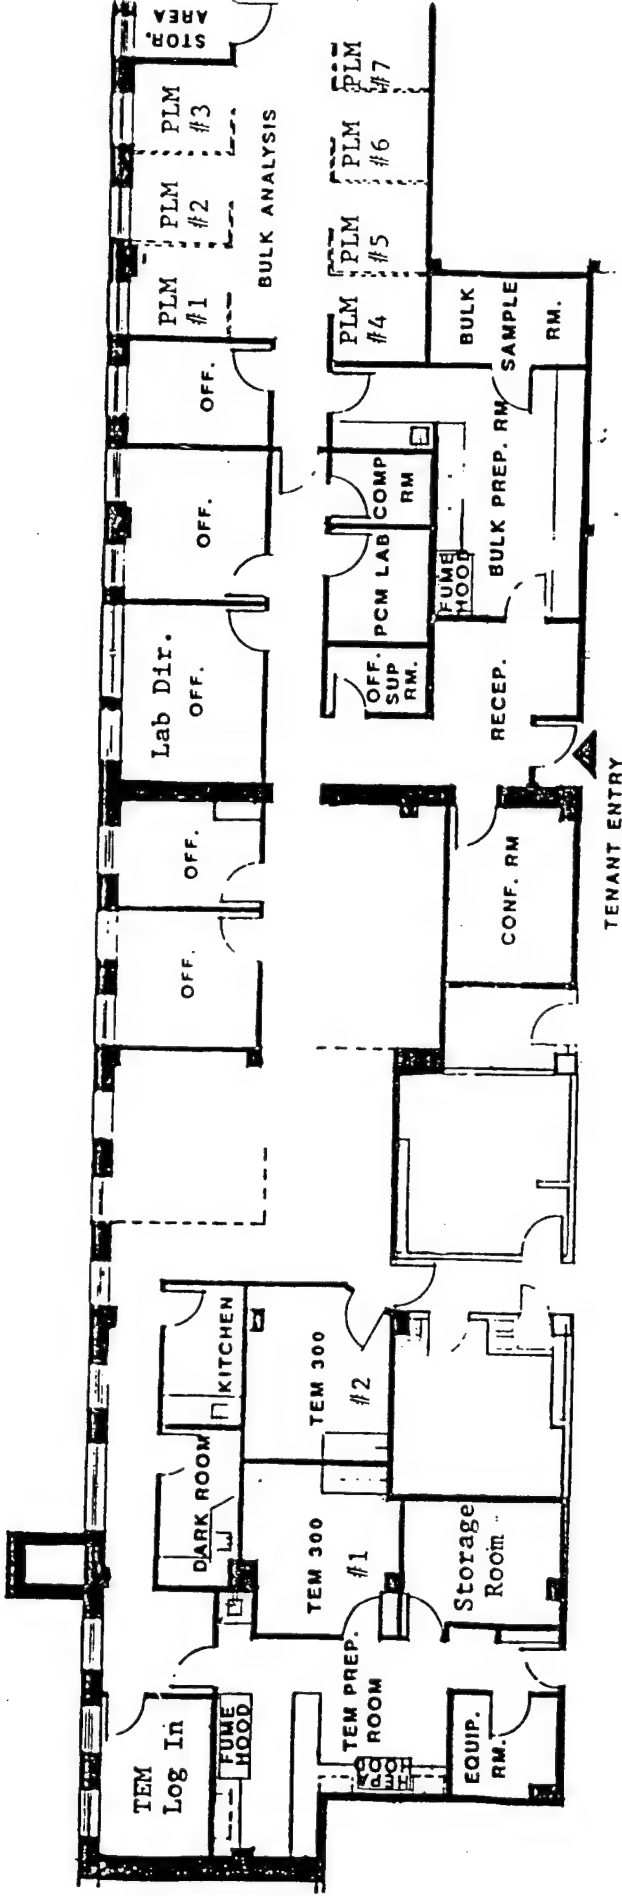 STOR.
AREA
PLM
#3
PLM
#2
PLM
#1
BULK ANALYSIS
PLM
#7
PLM
#6
PLM
#5
PLM
#4
BULK
SAMPLE
RM.
OFF.
OFF.
COMP
RM
BULK PREP. RM
PCM LAB
FUME
HOOD
Lab Dir.
OFF.
OFF.
SUP
RM.
RECEP.
TENANT ENTRY
OFF.
CONF. RM
OFF.
KITCHEN
TEM 300
#2
DARK ROOM
TEM 300
#1
Storage
Room
TEM PREP.
ROOM
TEM
Log In
FUME
HOOD
HEPA
HOOD
EQUIP.
RM.